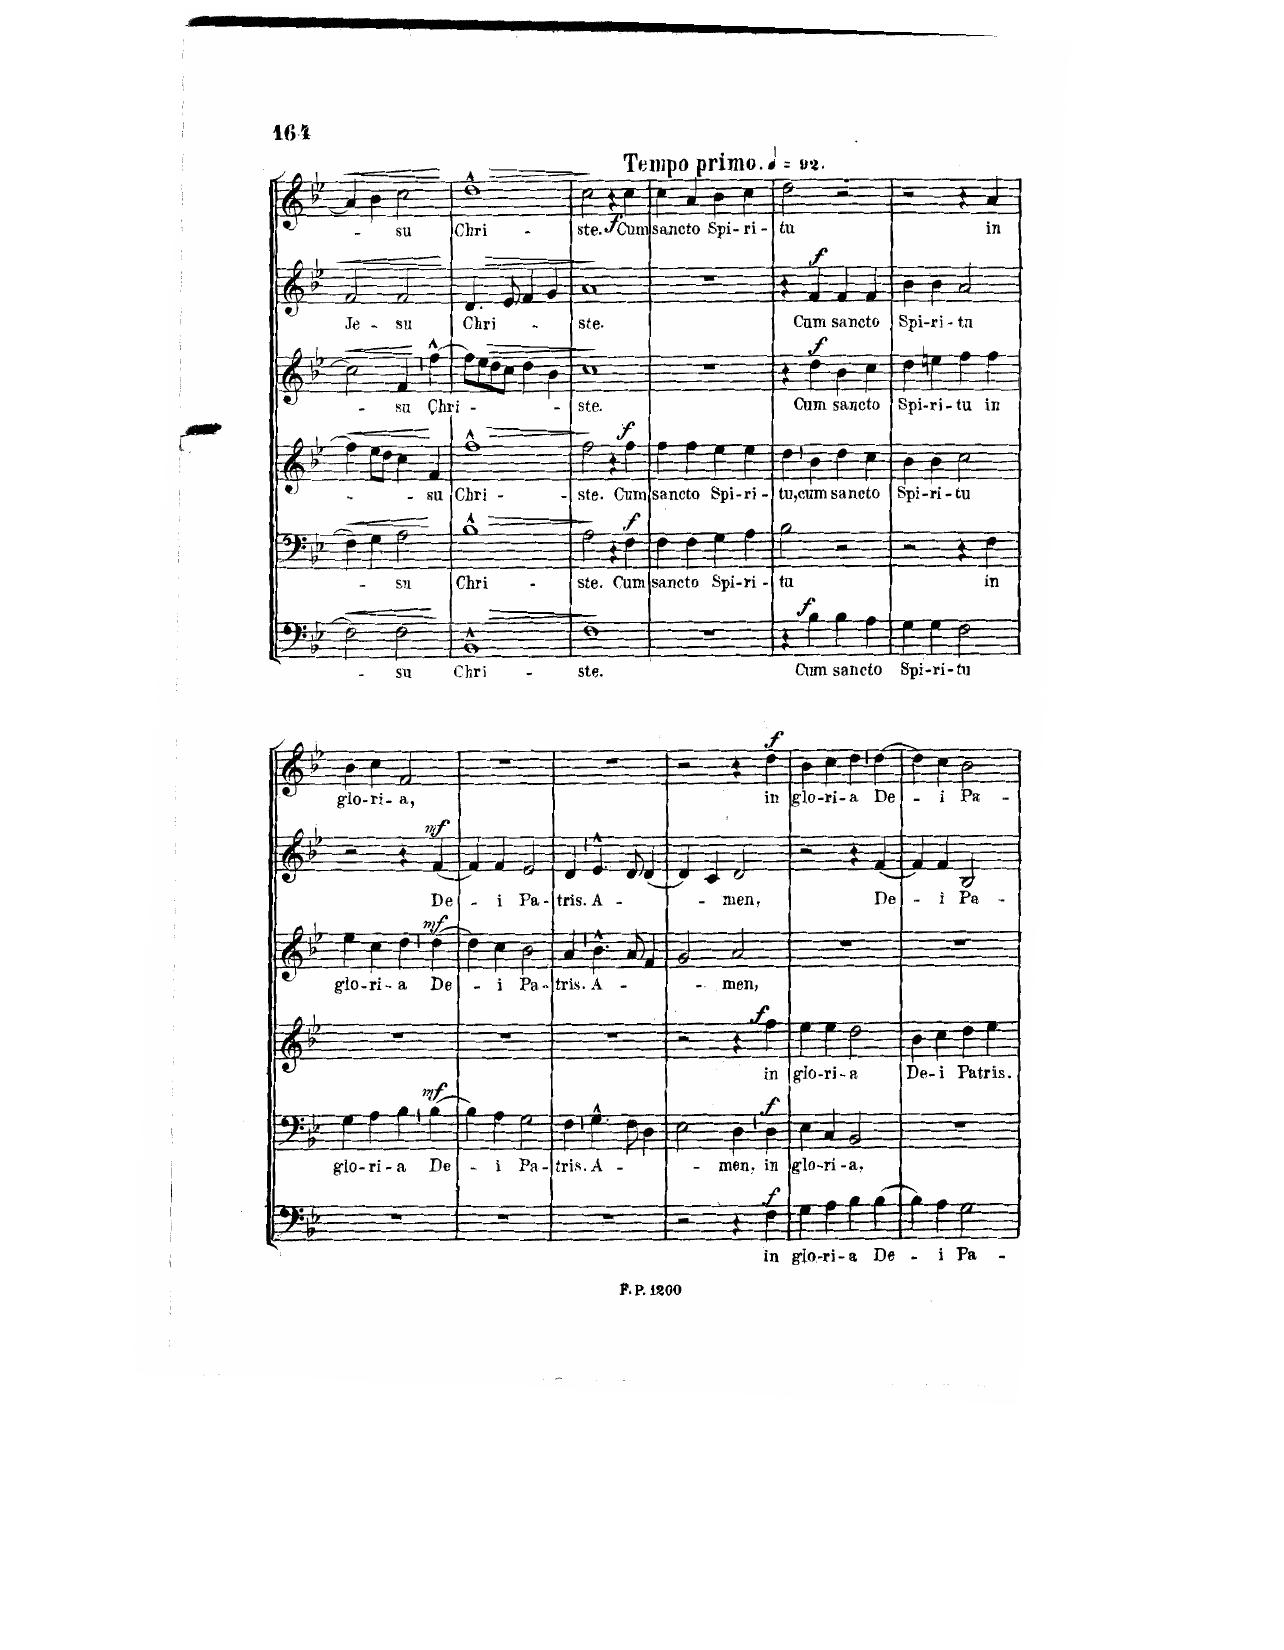 164
Tempo primo. ♩ = 92.
- su Chri - ste. f Cum sancto Spi-ri-tu in
f
Je - su Chri - ste. Cum sancto Spi-ri-tu
f
- su Chri - - ste. Cum sancto Spi-ri-tu in
f
- - su Chri - - ste. Cum sancto Spi-ri-tu, cum sancto Spi-ri-tu
f
- su Chri - ste. Cum sancto Spi-ri-tu in
f
- su Chri - ste. Cum sancto Spi-ri-tu
f
glo-ri-a, in glo-ri-a De - i Pa -
mf
De - i Pa-tris. A - - men, De - i Pa -
mf
glo-ri-a De - i Pa-tris. A - - men,
f
in glo-ri-a De-i Patris.
mf f
glo-ri-a De - i Pa-tris. A - - men, in glo-ri-a,
f
in glo-ri-a De - i Pa -
F. P. 1200